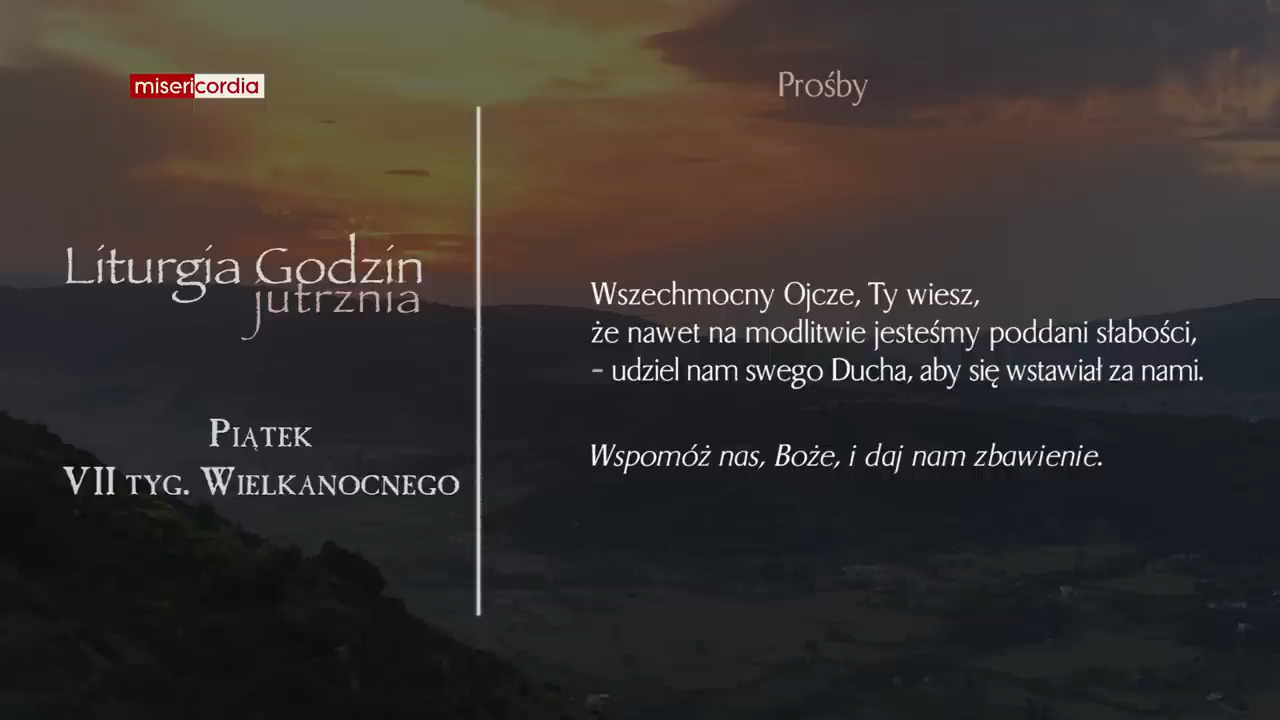 misericordia
Liturgia Godzin
jutrznia
Piątek
VII tyg. Wielkanocnego
Prośby
Wszechmocny Ojcze, Ty wiesz,
że nawet na modlitwie jesteśmy poddani słabości,
- udziel nam swego Ducha, aby się wstawiał za nami.
Wspomóż nas, Boże, i daj nam zbawienie.